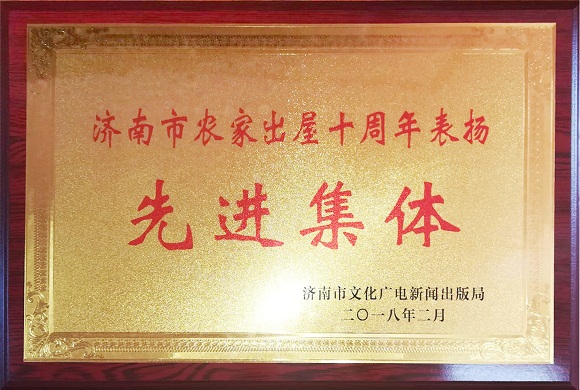 济南市农家出屋十周年表扬
先进集体
济南市文化广电新闻出版局
二〇一八年二月